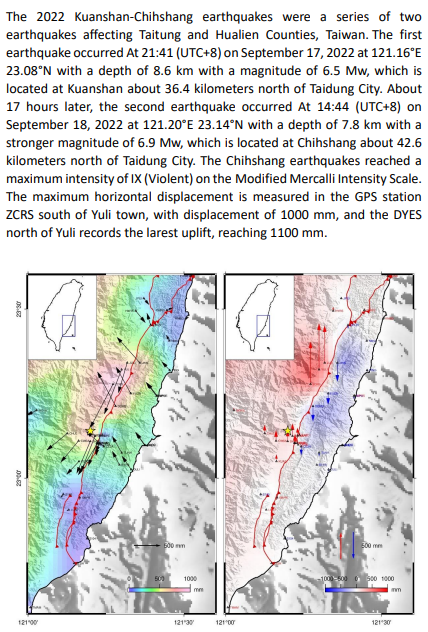 The 2022 Kuanshan-Chihshang earthquakes were a series of two
earthquakes affecting Taitung and Hualien Counties, Taiwan. The first
earthquake occurred At 21:41 (UTC+8) on September 17, 2022 at 121.16°E
23.08°N with a depth of 8.6 km with a magnitude of 6.5 Mw, which is
located at Kuanshan about 36.4 kilometers north of Taidung City. About
17 hours later, the second earthquake occurred At 14:44 (UTC+8) on
September 18, 2022 at 121.20°E 23.14°N with a depth of 7.8 km with a
stronger magnitude of 6.9 Mw, which is located at Chihshang about 42.6
kilometers north of Taidung City. The Chihshang earthquakes reached a
maximum intensity of IX (Violent) on the Modified Mercalli Intensity Scale.
The maximum horizontal displacement is measured in the GPS station
ZCRS south of Yuli town, with displacement of 1000 mm, and the DYES
north of Yuli records the larest uplift, reaching 1100 mm.
23°30'
23°00'
500 mm
500 mm
0 500 1000
mm
-1000 -500 0 500 1000
mm
121°00' 121°30' 121°00' 121°30'